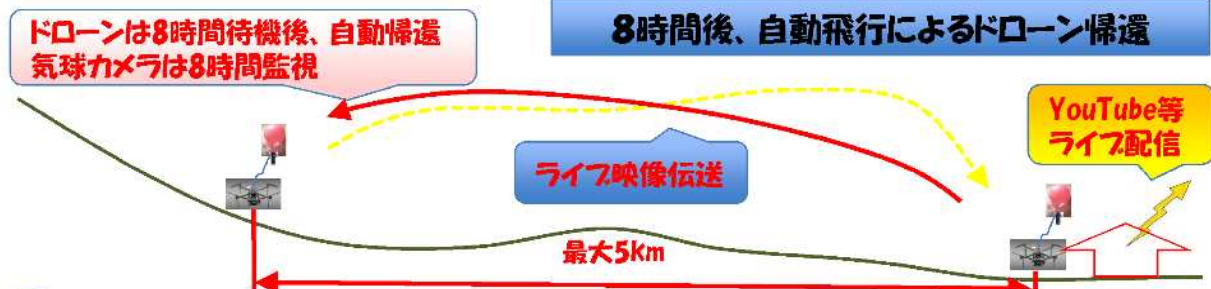 8時間後、自動飛行によるドローン帰還
ドローンは8時間待機後、自動帰還
気球カメラは8時間監視
YouTube等
ライブ配信
ライブ映像伝送
最大5km